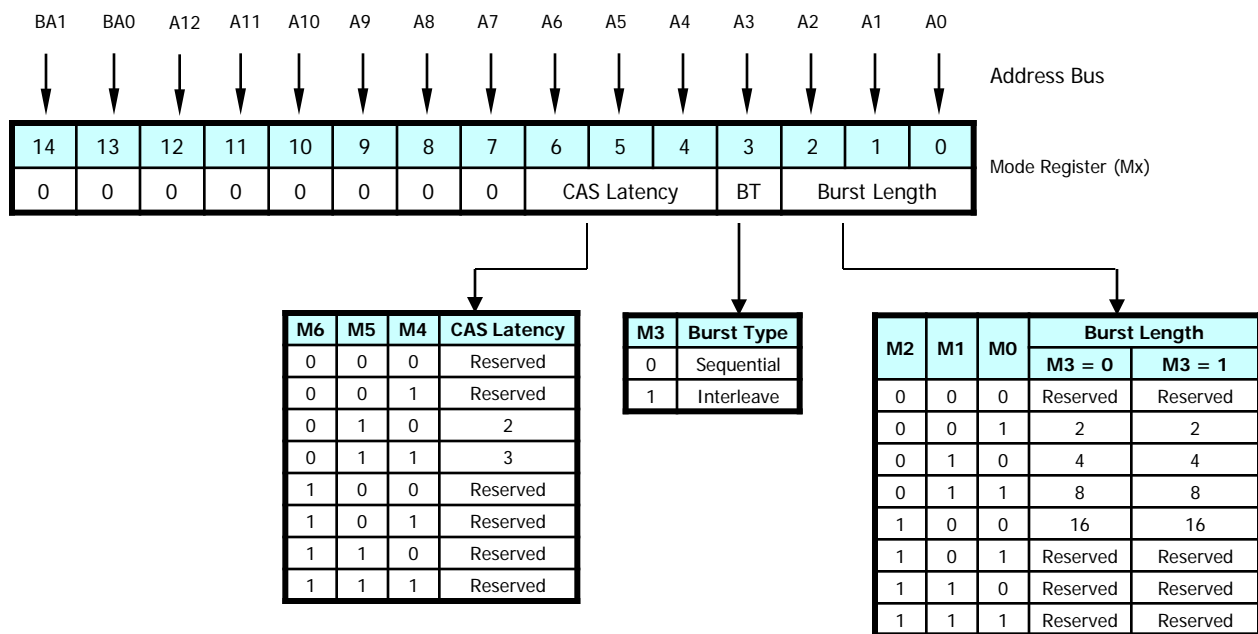 BA1 BA0 A12 A11 A10 A9 A8 A7 A6 A5 A4 A3 A2 A1 A0
Address Bus
14 13 12 11 10 9 8 7 6 5 4 3 2 1 0
Mode Register (Mx)
0 0 0 0 0 0 0 0 CAS Latency BT Burst Length
M6 M5 M4 CAS Latency
0 0 0 Reserved
0 0 1 Reserved
0 1 0 2
0 1 1 3
1 0 0 Reserved
1 0 1 Reserved
1 1 0 Reserved
1 1 1 Reserved
M3 Burst Type
0 Sequential
1 Interleave
M2 M1 M0 Burst Length
M3 = 0 M3 = 1
0 0 0 Reserved Reserved
0 0 1 2 2
0 1 0 4 4
0 1 1 8 8
1 0 0 16 16
1 0 1 Reserved Reserved
1 1 0 Reserved Reserved
1 1 1 Reserved Reserved